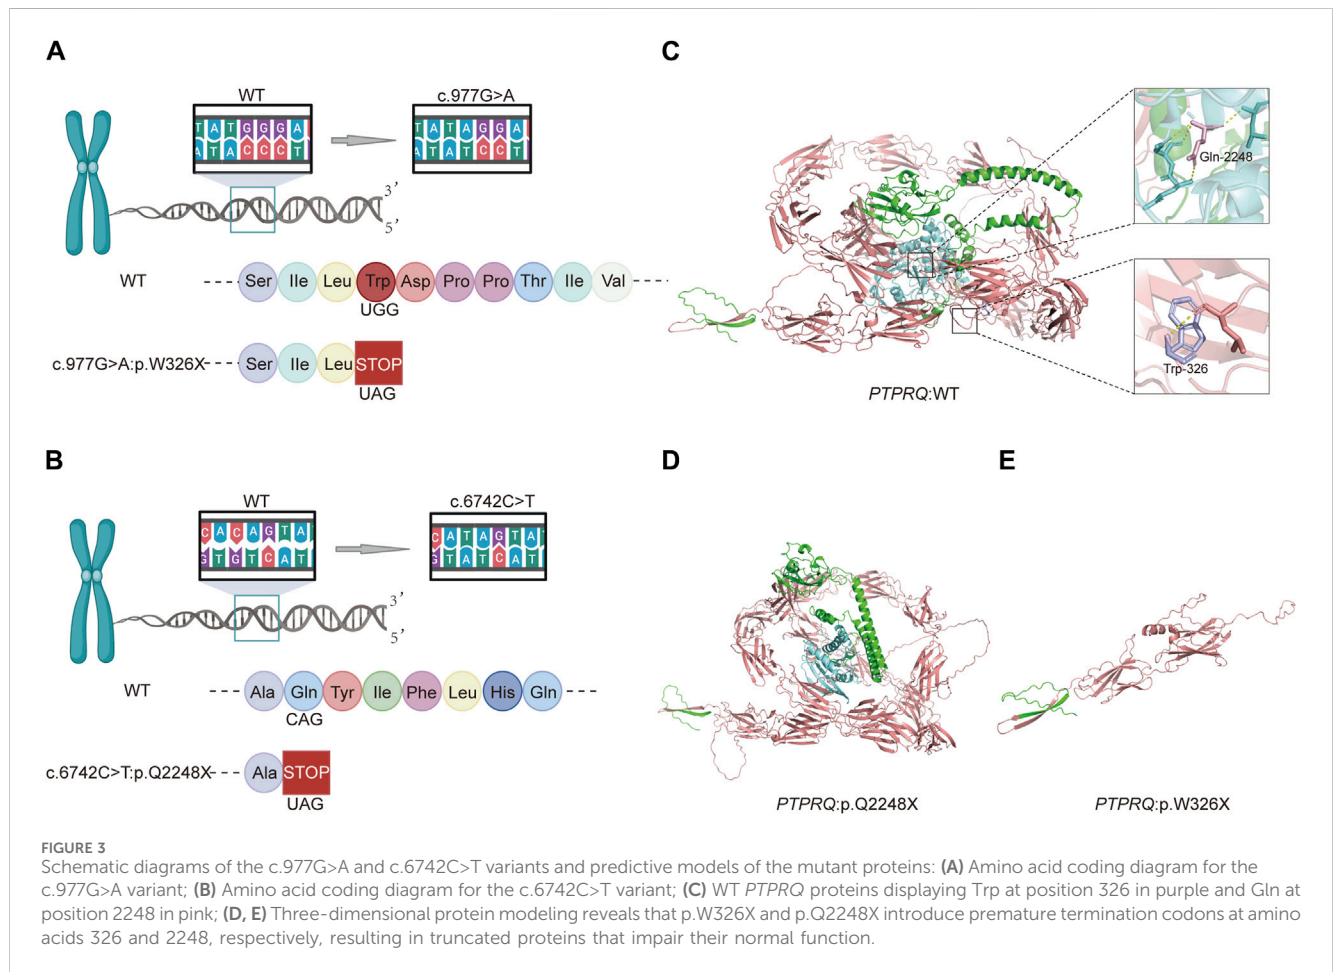 A
WT
c.977G>A
TATGGGA
ATACCCT
TATAGGA
ATATCCT
3’
5’
WT
Ser Ile Leu Trp Asp Pro Pro Thr Ile Val
UGG
c.977G>A:p.W326X
Ser Ile Leu STOP
UAG
B
WT
c.6742C>T
CACAGTA
GTGTCAT
CATAGTA
GTATCAT
3’
5’
WT
Ala Gln Tyr Ile Phe Leu His Gln
CAG
c.6742C>T:p.Q2248X
Ala STOP
UAG
C
Gln-2248
Trp-326
PTPRQ:WT
D
PTPRQ:p.Q2248X
E
PTPRQ:p.W326X
FIGURE 3
Schematic diagrams of the c.977G>A and c.6742C>T variants and predictive models of the mutant proteins: (A) Amino acid coding diagram for the
c.977G>A variant; (B) Amino acid coding diagram for the c.6742C>T variant; (C) WT PTPRQ proteins displaying Trp at position 326 in purple and Gln at
position 2248 in pink; (D, E) Three-dimensional protein modeling reveals that p.W326X and p.Q2248X introduce premature termination codons at amino
acids 326 and 2248, respectively, resulting in truncated proteins that impair their normal function.